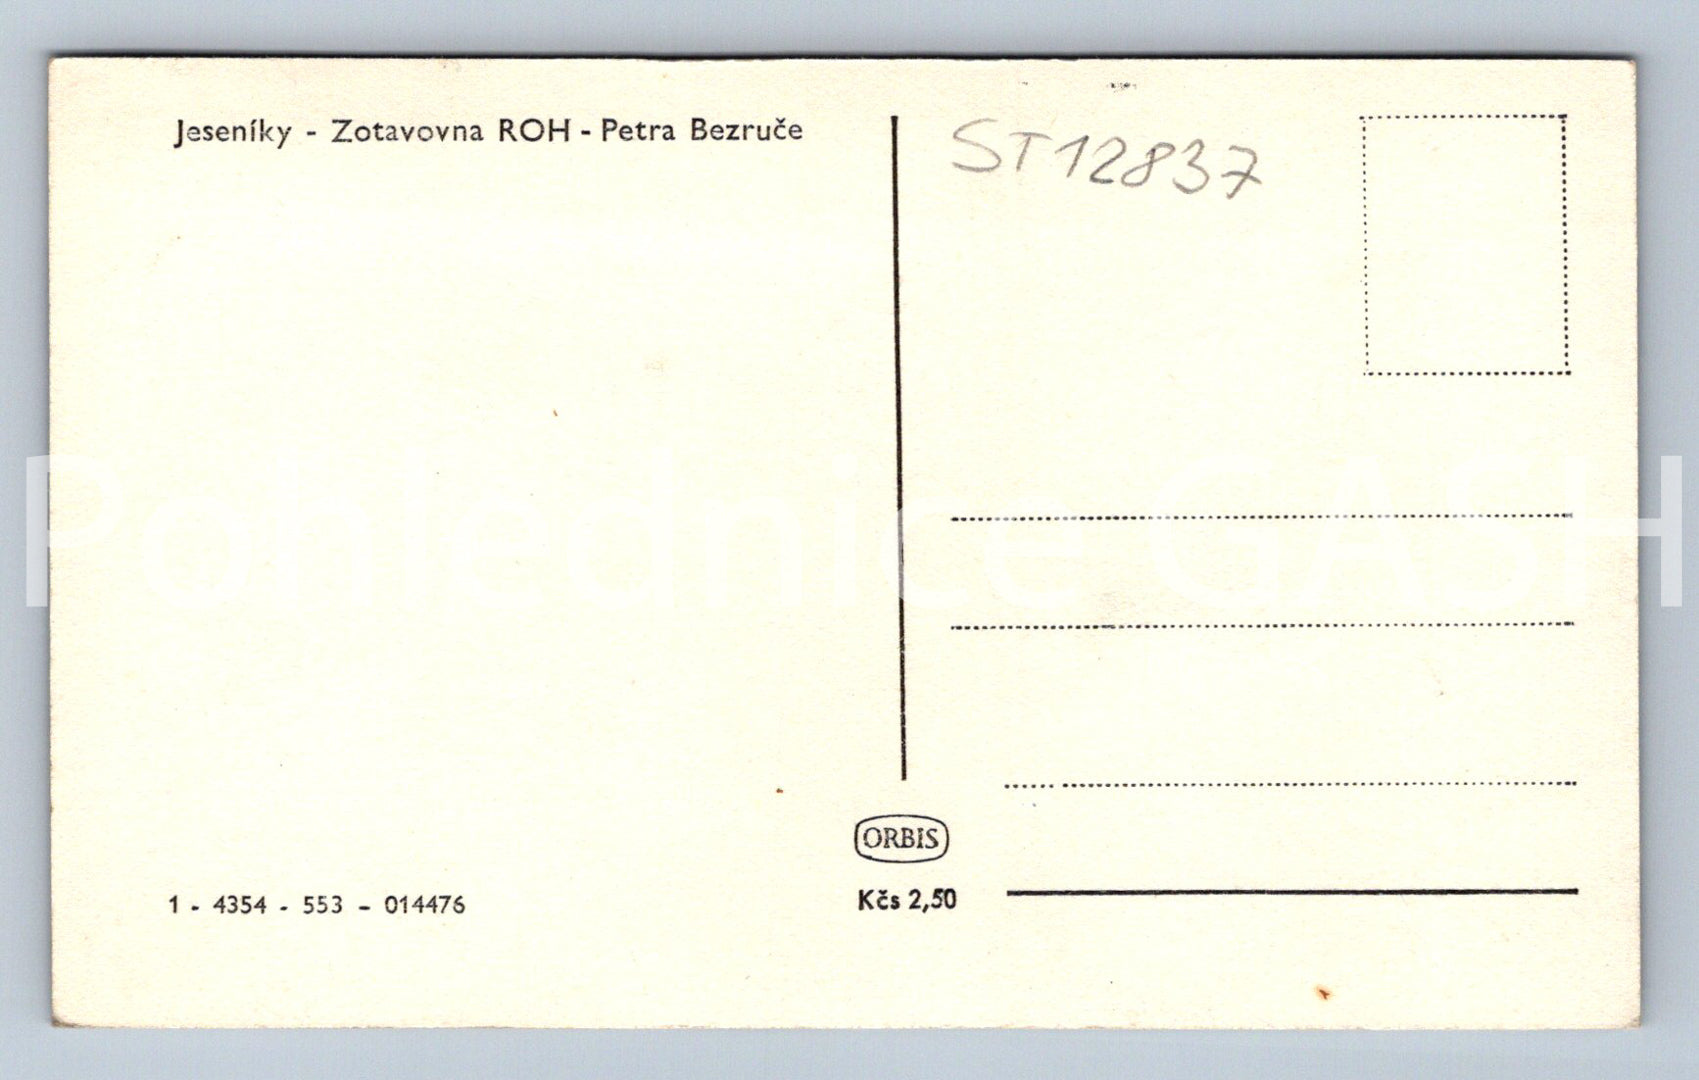 Jeseníky - Zotavovna ROH - Petra Bezruče
ST12837
Pohlednice GASH
ORBIS
1 - 4354 - 553 - 014476
Kčs 2,50